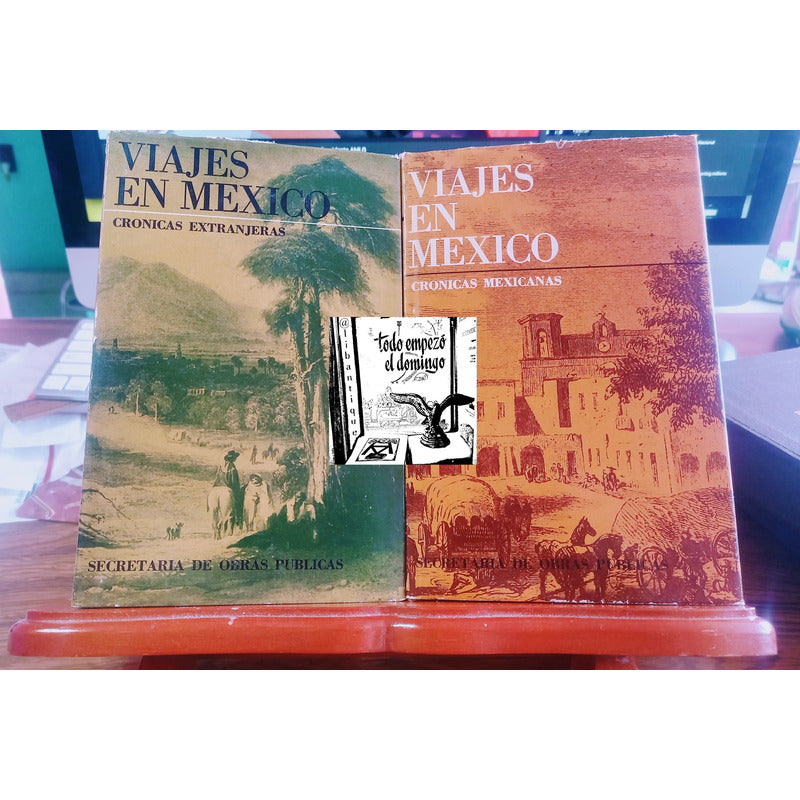 VIAJES
EN MEXICO
CRONICAS EXTRANJERAS
SECRETARIA DE OBRAS PUBLICAS
VIAJES
EN
MEXICO
CRONICAS MEXICANAS
SECRETARIA DE OBRAS PUBLICAS
@libantique
todo empezó
el domingo